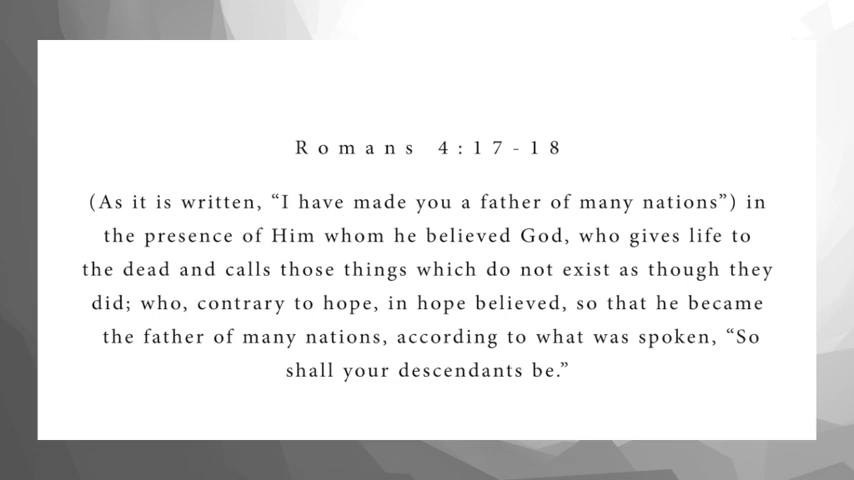 Romans 4:17-18
(As it is written, “I have made you a father of many nations”) in
the presence of Him whom he believed God, who gives life to
the dead and calls those things which do not exist as though they
did; who, contrary to hope, in hope believed, so that he became
the father of many nations, according to what was spoken, “So
shall your descendants be.”